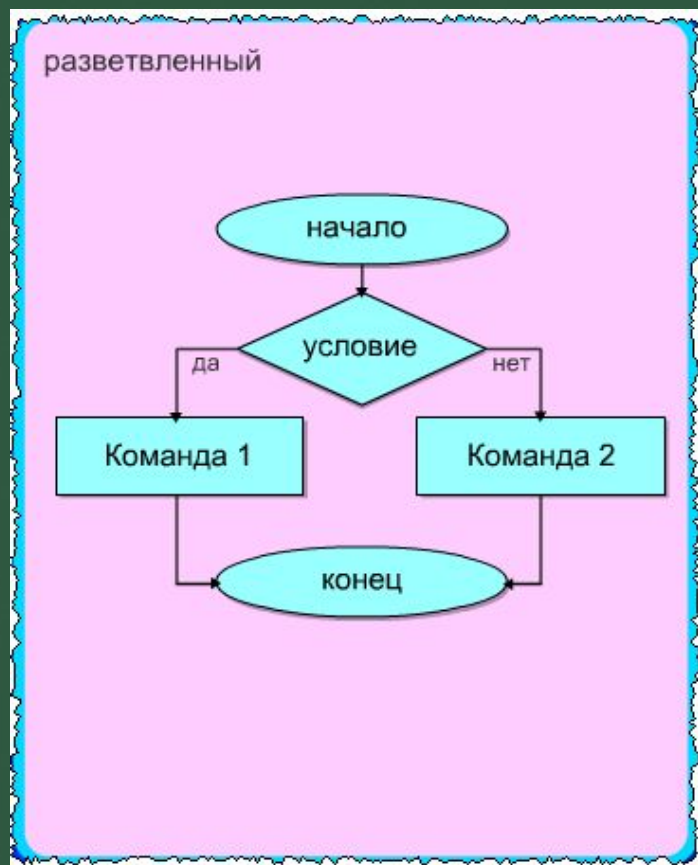 разветвленный
начало
условие
да
нет
Команда 1
Команда 2
конец